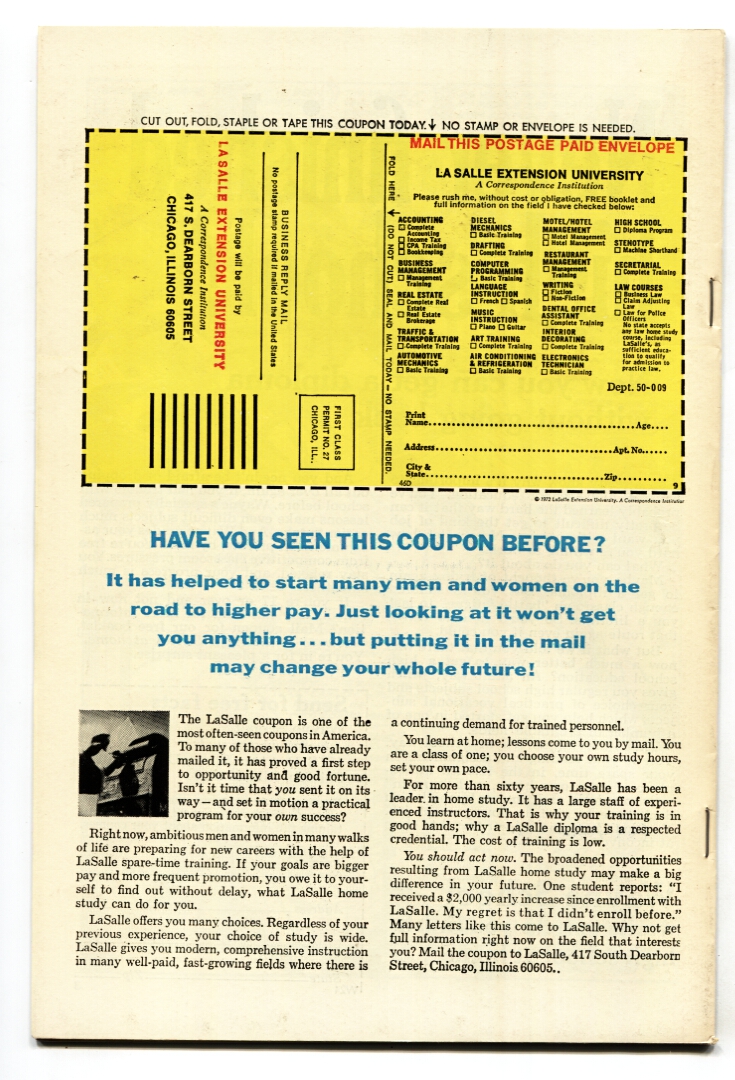 CUT OUT, FOLD, STAPLE OR TAPE THIS COUPON TODAY.↓ NO STAMP OR ENVELOPE IS NEEDED.
LA SALLE EXTENSION UNIVERSITY
A Correspondence Institution
417 S. DEARBORN STREET
CHICAGO, ILLINOIS 60605
Postage will be paid by
BUSINESS REPLY MAIL
No postage stamp required if mailed in the United States
FIRST CLASS
PERMIT NO. 27
CHICAGO, ILL.
FOLD HERE ↓ (DO NOT CUT) SEAL AND MAIL TODAY — NO STAMP NEEDED.
MAIL THIS POSTAGE PAID ENVELOPE
LA SALLE EXTENSION UNIVERSITY
A Correspondence Institution
Please rush me, without cost or obligation, FREE booklet and
full information on the field I have checked below:
ACCOUNTING
☐ Complete
Accounting
☐ Income Tax
☐ CPA Training
☐ Bookkeeping
BUSINESS
MANAGEMENT
☐ Management
Training
REAL ESTATE
☐ Complete Real
Estate
☐ Real Estate
Brokerage
TRAFFIC &
TRANSPORTATION
☐ Complete Training
AUTOMOTIVE
MECHANICS
☐ Basic Training
DIESEL
MECHANICS
☐ Basic Training
DRAFTING
☐ Complete Training
COMPUTER
PROGRAMMING
☐ Basic Training
LANGUAGE
INSTRUCTION
☐ French ☐ Spanish
MUSIC
INSTRUCTION
☐ Piano ☐ Guitar
ART TRAINING
☐ Complete Training
AIR CONDITIONING
& REFRIGERATION
☐ Basic Training
MOTEL/HOTEL
MANAGEMENT
☐ Motel Management
☐ Hotel Management
RESTAURANT
MANAGEMENT
☐ Management
Training
WRITING
☐ Fiction
☐ Non-Fiction
DENTAL OFFICE
ASSISTANT
☐ Complete Training
INTERIOR
DECORATING
☐ Complete Training
ELECTRONICS
TECHNICIAN
☐ Basic Training
HIGH SCHOOL
☐ Diploma Program
STENOTYPE
☐ Machine Shorthand
SECRETARIAL
☐ Complete Training
LAW COURSES
☐ Business Law
☐ Claim Adjusting
Law
☐ Law for Police
Officers
No state accepts
any law home study
course, including
LaSalle's, as
sufficient educa-
tion to qualify
for admission to
practice law.
Dept. 50-009
Print
Name.......... Age....
Address.......... Apt. No......
City &
State.......... Zip..........
46D
9
© 1973 LaSalle Extension University. A Correspondence Institution
HAVE YOU SEEN THIS COUPON BEFORE?
It has helped to start many men and women on the
road to higher pay. Just looking at it won't get
you anything...but putting it in the mail
may change your whole future!
The LaSalle coupon is one of the
most often-seen coupons in America.
To many of those who have already
mailed it, it has proved a first step
to opportunity and good fortune.
Isn't it time that you sent it on its
way—and set in motion a practical
program for your own success?
Right now, ambitious men and women in many walks
of life are preparing for new careers with the help of
LaSalle spare-time training. If your goals are bigger
pay and more frequent promotion, you owe it to your-
self to find out without delay, what LaSalle home
study can do for you.
LaSalle offers you many choices. Regardless of your
previous experience, your choice of study is wide.
LaSalle gives you modern, comprehensive instruction
in many well-paid, fast-growing fields where there is
a continuing demand for trained personnel.
You learn at home; lessons come to you by mail. You
are a class of one; you choose your own study hours,
set your own pace.
For more than sixty years, LaSalle has been a
leader in home study. It has a large staff of experi-
enced instructors. That is why your training is in
good hands; why a LaSalle diploma is a respected
credential. The cost of training is low.
You should act now. The broadened opportunities
resulting from LaSalle home study may make a big
difference in your future. One student reports: "I
received a $2,000 yearly increase since enrollment with
LaSalle. My regret is that I didn't enroll before."
Many letters like this come to LaSalle. Why not get
full information right now on the field that interests
you? Mail the coupon to LaSalle, 417 South Dearborn
Street, Chicago, Illinois 60605..